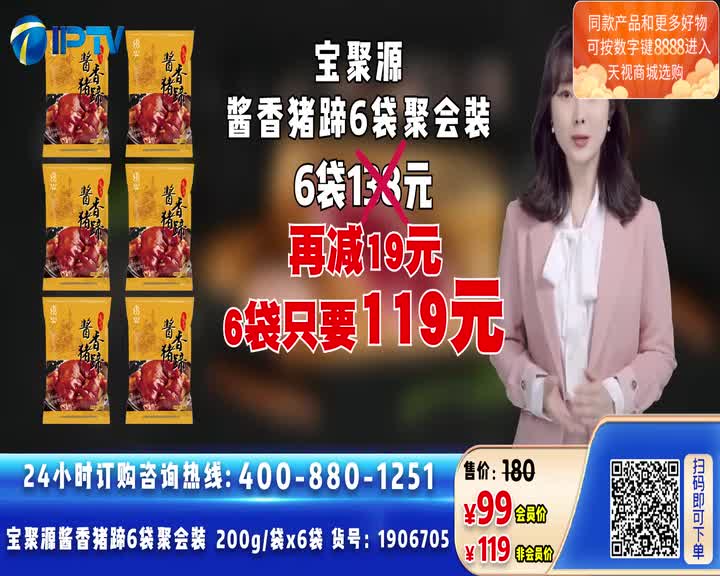 IPTV
同款产品和更多好物
可按数字键8888进入
天视商城选购
宝聚源
酱香猪蹄6袋聚会装
6袋138元
再减19元
6袋只要119元
酱香猪蹄
酱香猪蹄
酱香猪蹄
酱香猪蹄
酱香猪蹄
酱香猪蹄
24小时订购咨询热线:400-880-1251
宝聚源酱香猪蹄6袋聚会装 200g/袋x6袋 货号: 1906705
售价: 180
¥99会员价
¥119非会员价
扫码即可下单